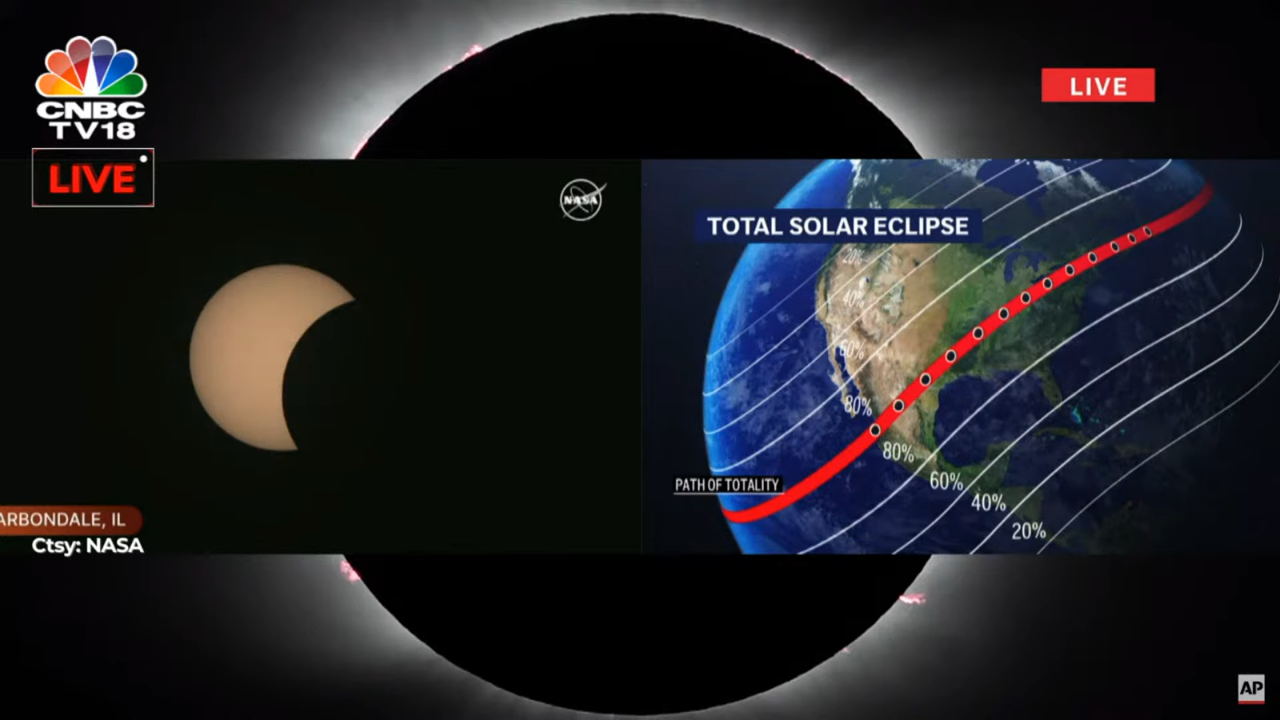 CNBC
TV18
LIVE
LIVE
NASA
TOTAL SOLAR ECLIPSE
20%
40%
60%
80%
80%
60%
40%
20%
PATH OF TOTALITY
ARBONDALE, IL
Ctsy: NASA
AP